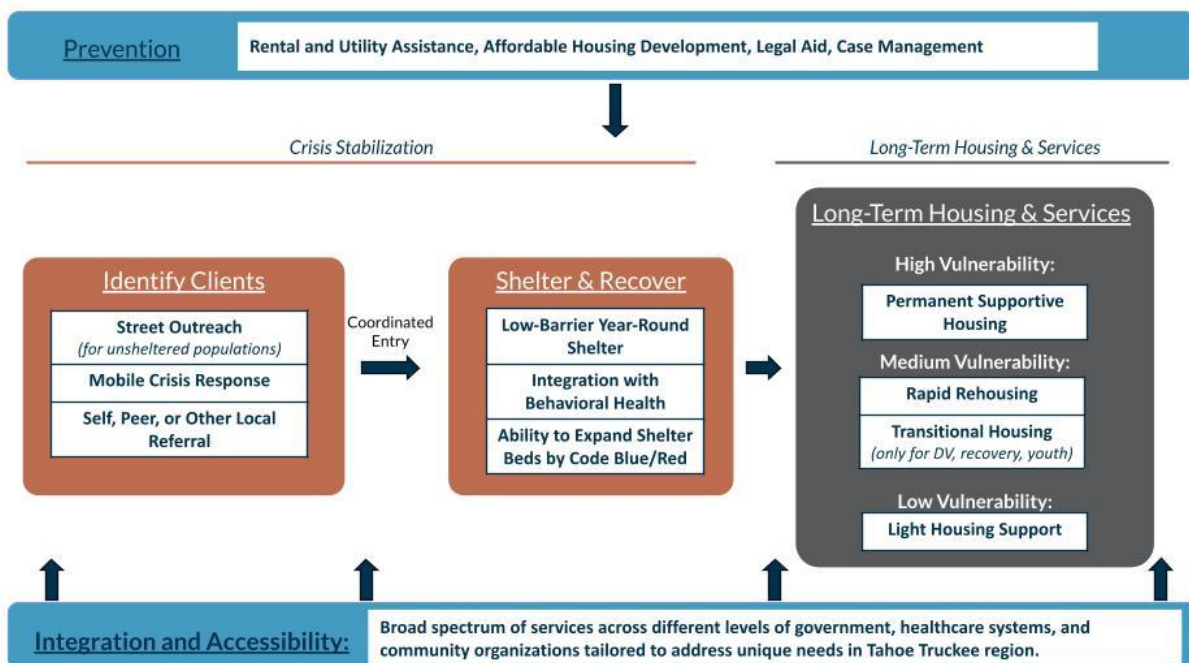 Prevention
Rental and Utility Assistance, Affordable Housing Development, Legal Aid, Case Management
Crisis Stabilization
Long-Term Housing & Services
Identify Clients
Street Outreach
(for unsheltered populations)
Mobile Crisis Response
Self, Peer, or Other Local
Referral
Coordinated
Entry
Shelter & Recover
Low-Barrier Year-Round
Shelter
Integration with
Behavioral Health
Ability to Expand Shelter
Beds by Code Blue/Red
Long-Term Housing & Services
High Vulnerability:
Permanent Supportive
Housing
Medium Vulnerability:
Rapid Rehousing
Transitional Housing
(only for DV, recovery, youth)
Low Vulnerability:
Light Housing Support
Integration and Accessibility:
Broad spectrum of services across different levels of government, healthcare systems, and
community organizations tailored to address unique needs in Tahoe Truckee region.